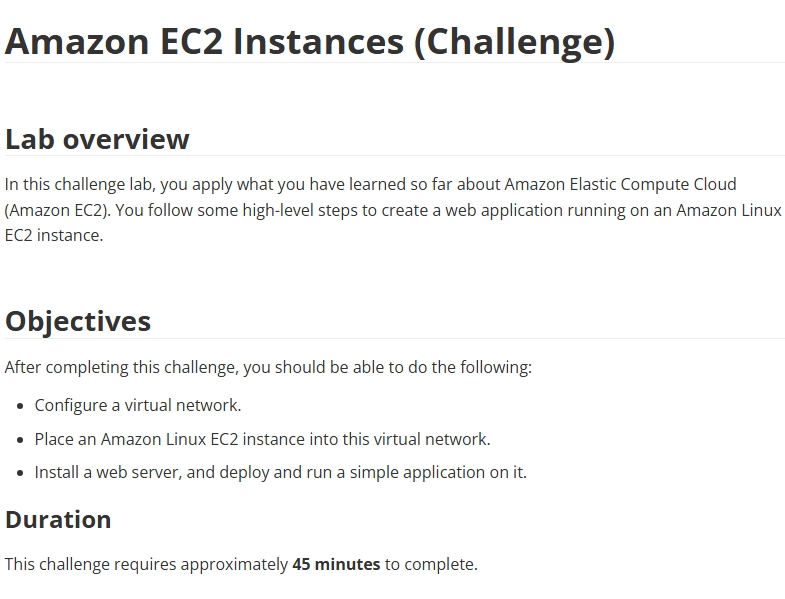 Amazon EC2 Instances (Challenge)
Lab overview
In this challenge lab, you apply what you have learned so far about Amazon Elastic Compute Cloud
(Amazon EC2). You follow some high-level steps to create a web application running on an Amazon Linux
EC2 instance.
Objectives
After completing this challenge, you should be able to do the following:
• Configure a virtual network.
• Place an Amazon Linux EC2 instance into this virtual network.
• Install a web server, and deploy and run a simple application on it.
Duration
This challenge requires approximately 45 minutes to complete.